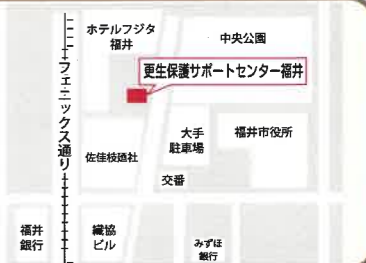 ホテルフジタ
福井
中央公園
更生保護サポートセンター福井
フェニックス通り
大手
駐車場
福井市役所
佐佳枝廼社
交番
福井
銀行
繊協
ビル
みずほ
銀行